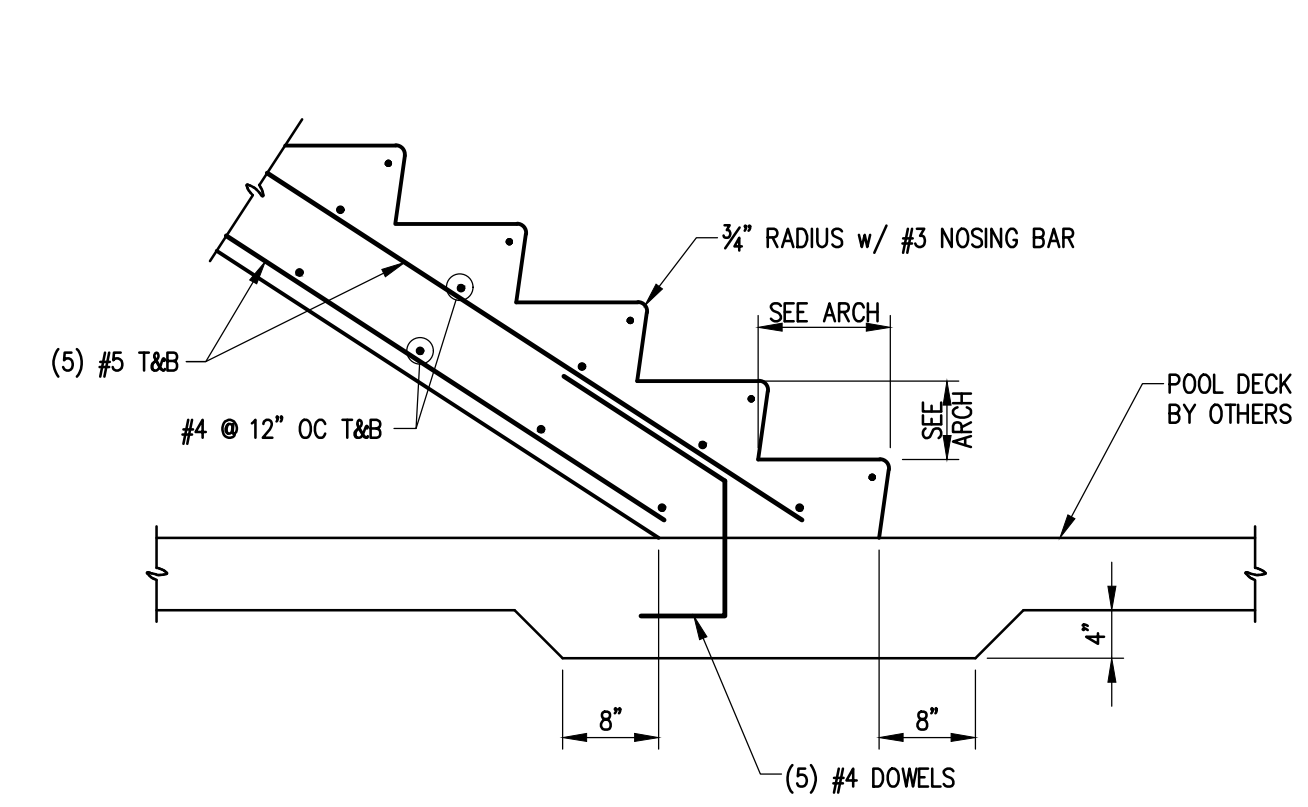 ¾” RADIUS w/ #3 NOSING BAR
SEE ARCH
(5) #5 T&B
SEE
ARCH
POOL DECK
BY OTHERS
#4 @ 12” OC T&B
4”
8”
8”
(5) #4 DOWELS